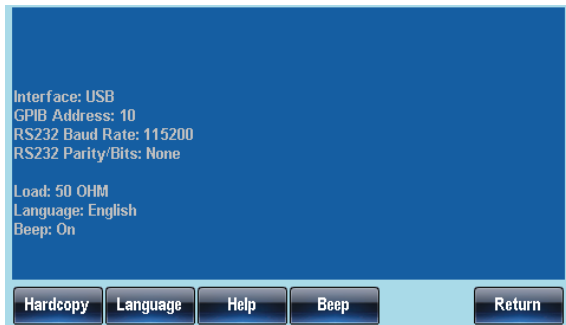 Interface: USB
GPIB Address: 10
RS232 Baud Rate: 115200
RS232 Parity/Bits: None
Load: 50 OHM
Language: English
Beep: On
Hardcopy Language Help Beep Return